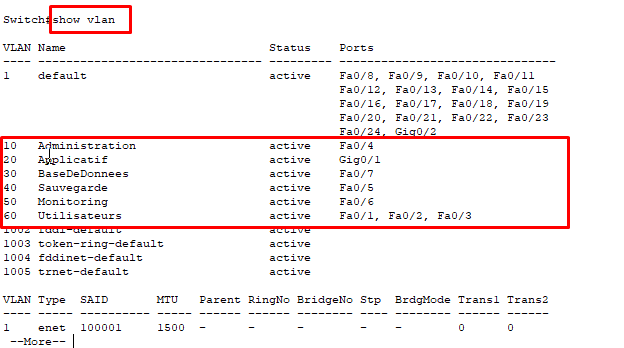 Switch#show vlan
VLAN Name Status Ports
---- -------------------------------- --------- -------------------------------
1 default active Fa0/8, Fa0/9, Fa0/10, Fa0/11
Fa0/12, Fa0/13, Fa0/14, Fa0/15
Fa0/16, Fa0/17, Fa0/18, Fa0/19
Fa0/20, Fa0/21, Fa0/22, Fa0/23
Fa0/24, Gig0/2
10 Administration active Fa0/4
20 Applicatif active Gig0/1
30 BaseDeDonnees active Fa0/7
40 Sauvegarde active Fa0/5
50 Monitoring active Fa0/6
60 Utilisateurs active Fa0/1, Fa0/2, Fa0/3
1002 fddi-default active
1003 token-ring-default active
1004 fddinet-default active
1005 trnet-default active
VLAN Type SAID MTU Parent RingNo BridgeNo Stp BrdgMode Trans1 Trans2
---- ----- ---------- ----- ------ ------ -------- ---- -------- ------ ------
1 enet 100001 1500 - - - - - 0 0
--More--